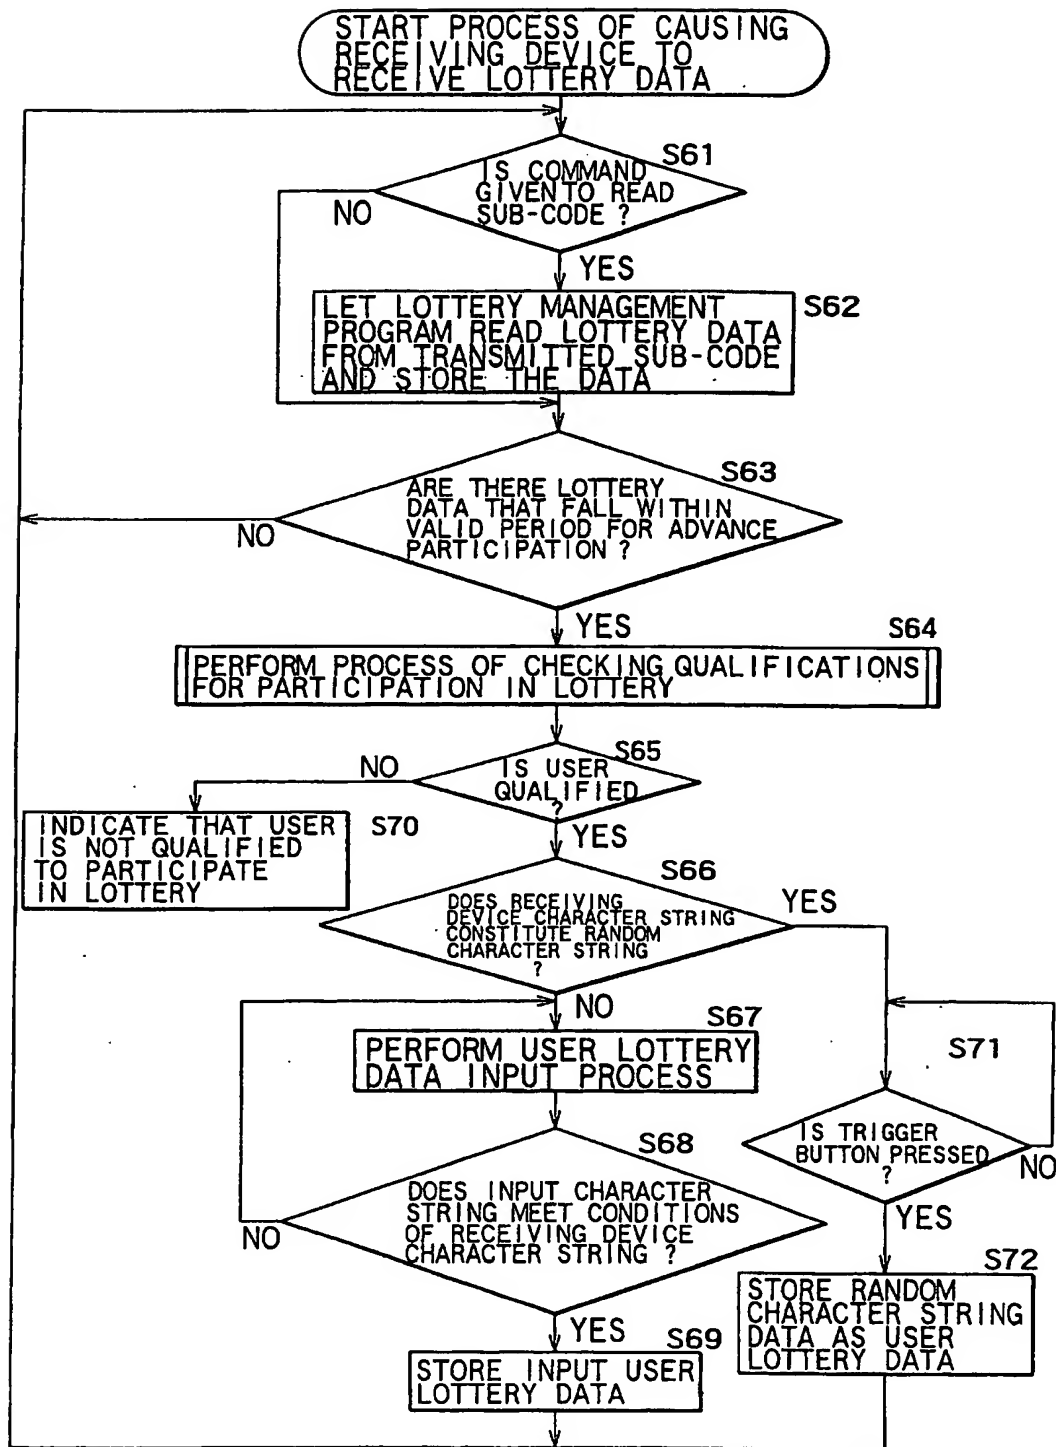 START PROCESS OF CAUSING
RECEIVING DEVICE TO
RECEIVE LOTTERY DATA
S61
IS COMMAND
GIVEN TO READ
SUB-CODE ?
NO
YES
S62
LET LOTTERY MANAGEMENT
PROGRAM READ LOTTERY DATA
FROM TRANSMITTED SUB-CODE
AND STORE THE DATA
S63
ARE THERE LOTTERY
DATA THAT FALL WITHIN
VALID PERIOD FOR ADVANCE
PARTICIPATION ?
NO
YES
S64
PERFORM PROCESS OF CHECKING QUALIFICATIONS
FOR PARTICIPATION IN LOTTERY
S65
IS USER
QUALIFIED
?
NO
YES
INDICATE THAT USER
IS NOT QUALIFIED
TO PARTICIPATE
IN LOTTERY
S70
S66
DOES RECEIVING
DEVICE CHARACTER STRING
CONSTITUTE RANDOM
CHARACTER STRING
?
YES
NO
S67
PERFORM USER LOTTERY
DATA INPUT PROCESS
S71
IS TRIGGER
BUTTON PRESSED
?
NO
YES
S68
DOES INPUT CHARACTER
STRING MEET CONDITIONS
OF RECEIVING DEVICE
CHARACTER STRING ?
NO
YES
S69
STORE INPUT USER
LOTTERY DATA
S72
STORE RANDOM
CHARACTER STRING
DATA AS USER
LOTTERY DATA